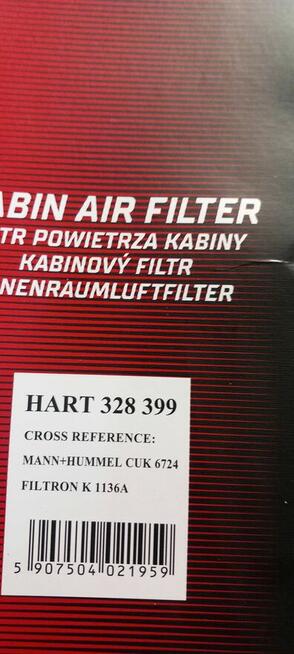 ABIN AIR FILTER
TR POWIETRZA KABINY
KABINOVÝ FILTR
NENRAUMLUFTFILTER
HART 328 399
CROSS REFERENCE:
MANN+HUMMEL CUK 6724
FILTRON K 1136A
5 907504 021959